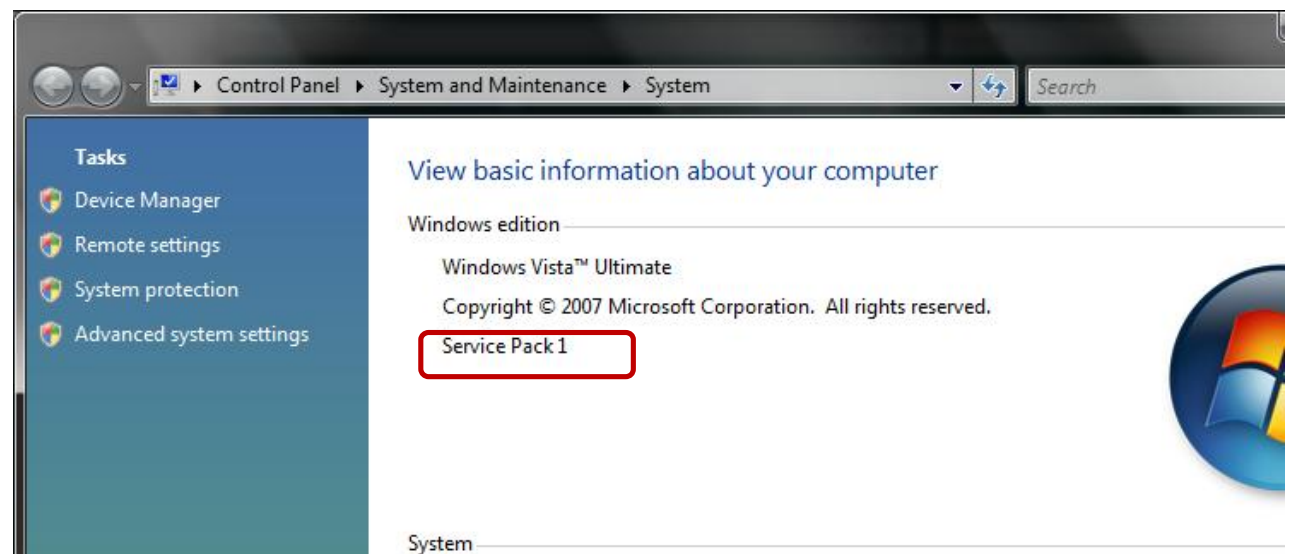 Control Panel System and Maintenance System Search
Tasks
Device Manager
Remote settings
System protection
Advanced system settings
View basic information about your computer
Windows edition
Windows Vista™ Ultimate
Copyright © 2007 Microsoft Corporation. All rights reserved.
Service Pack 1
System